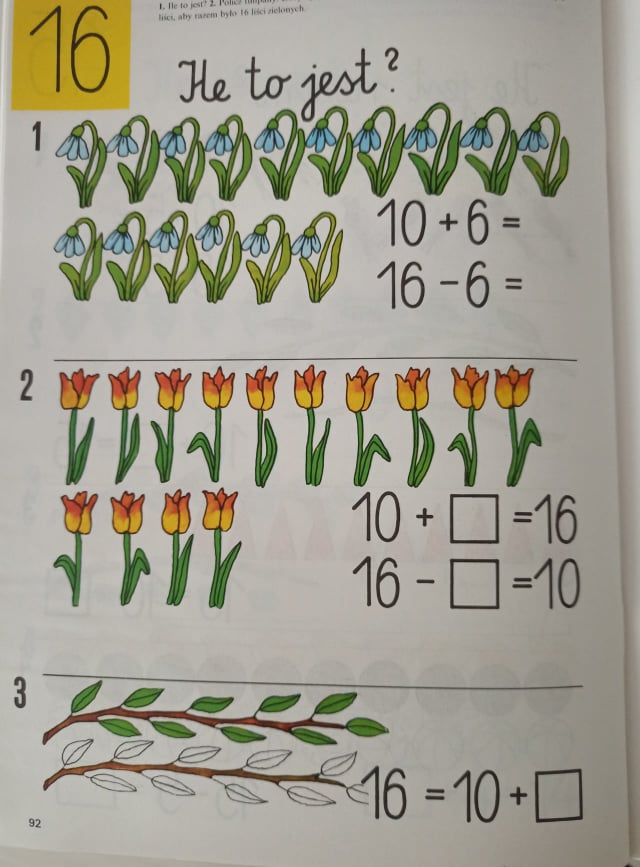 16
1. Ile to jest? 2. Policz tulipany.
liści, aby razem było 16 liści zielonych.
Ile to jest?
1
10 + 6 =
16 - 6 =
2
10 + □ = 16
16 - □ = 10
3
16 = 10 + □
92